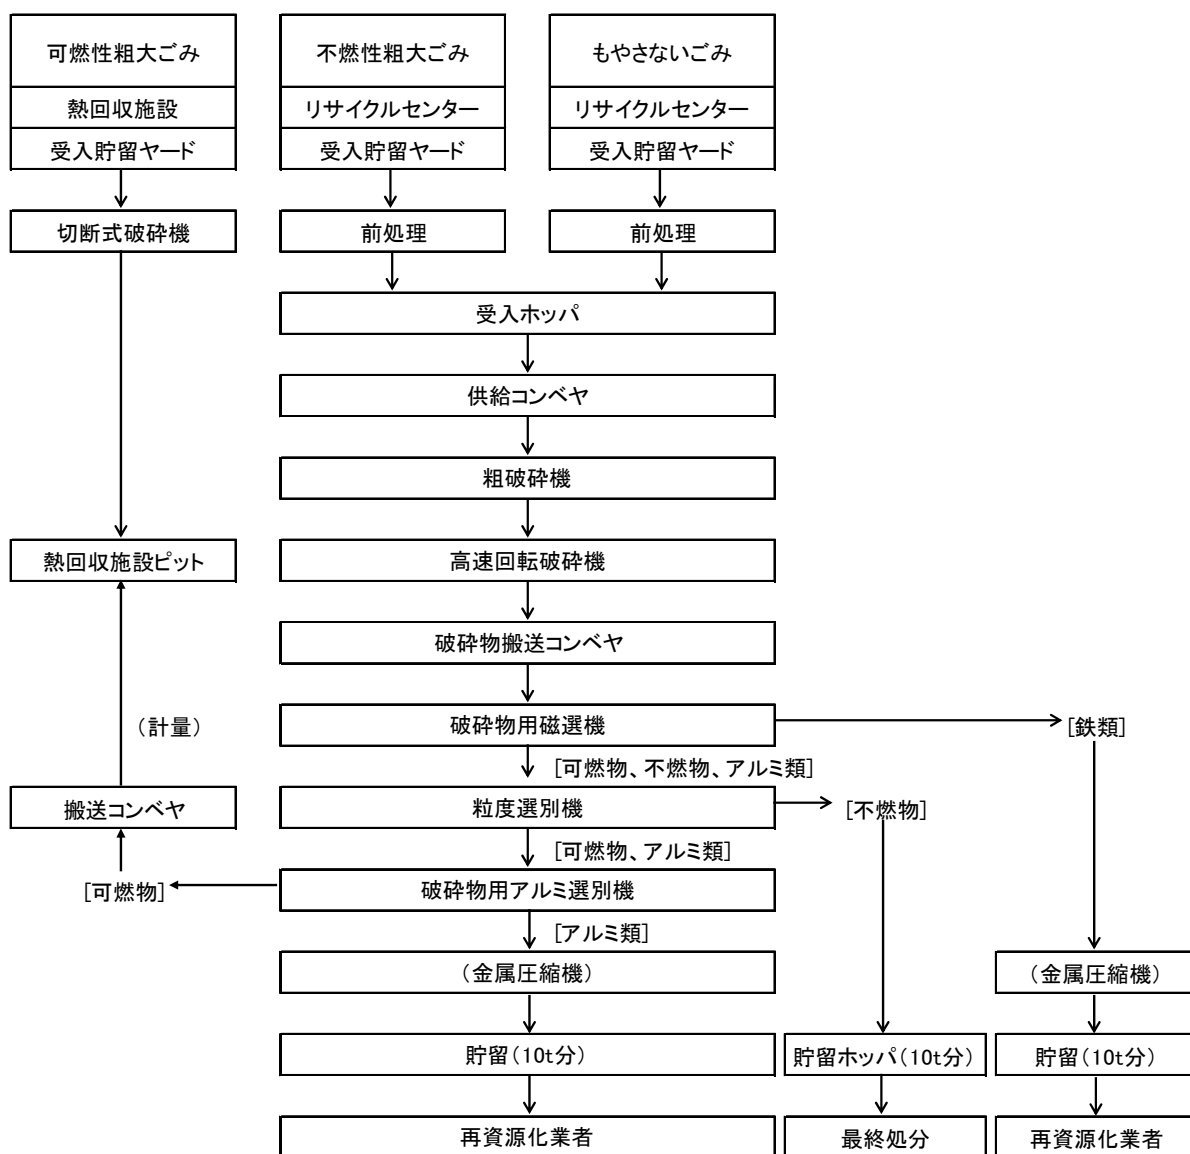 可燃性粗大ごみ
不燃性粗大ごみ
もやさないごみ
熱回収施設
リサイクルセンター
リサイクルセンター
受入貯留ヤード
受入貯留ヤード
受入貯留ヤード
切断式破砕機
前処理
前処理
受入ホッパ
供給コンベヤ
粗破砕機
熱回収施設ピット
高速回転破砕機
破砕物搬送コンベヤ
(計量)
破砕物用磁選機
[鉄類]
[可燃物、不燃物、アルミ類]
搬送コンベヤ
粒度選別機
[不燃物]
[可燃物、アルミ類]
[可燃物]
破砕物用アルミ選別機
[アルミ類]
(金属圧縮機)
(金属圧縮機)
貯留(10t分)
貯留ホッパ(10t分)
貯留(10t分)
再資源化業者
最終処分
再資源化業者